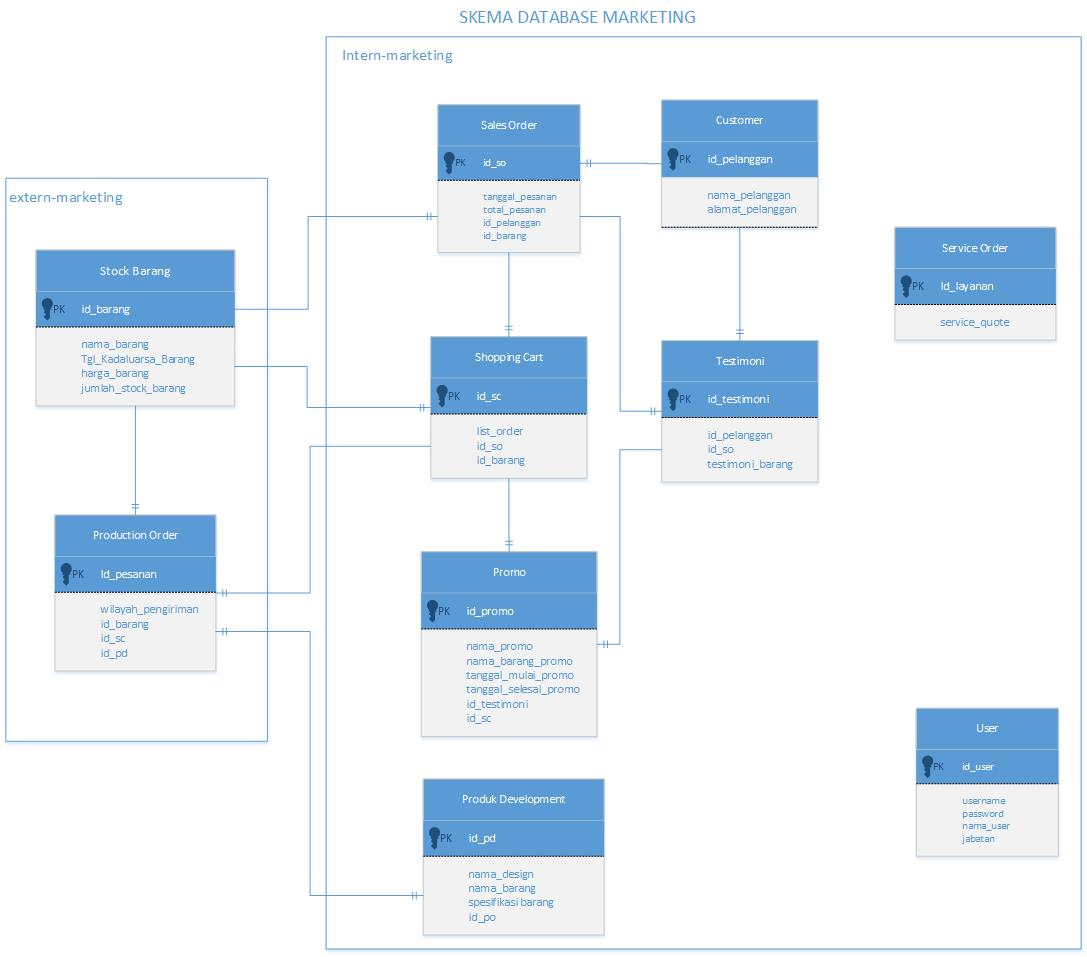 SKEMA DATABASE MARKETING
Intern-marketing
Sales Order
PK id_so
tanggal_pesanan
total_pesanan
id_pelanggan
id_barang
Customer
PK id_pelanggan
nama_pelanggan
alamat_pelanggan
extern-marketing
Stock Barang
PK id_barang
nama_barang
Tgl_Kadaluarsa_Barang
harga_barang
jumlah_stock_barang
Service Order
PK Id_layanan
service_quote
Shopping Cart
PK id_sc
list_order
id_so
id_barang
Testimoni
PK id_testimoni
id_pelanggan
id_so
testimoni_barang
Production Order
PK Id_pesanan
wilayah_pengiriman
id_barang
id_sc
id_pd
Promo
PK id_promo
nama_promo
nama_barang_promo
tanggal_mulai_promo
tanggal_selesai_promo
id_testimoni
id_sc
User
PK id_user
username
password
nama_user
jabatan
Produk Development
PK id_pd
nama_design
nama_barang
spesifikasi barang
id_po